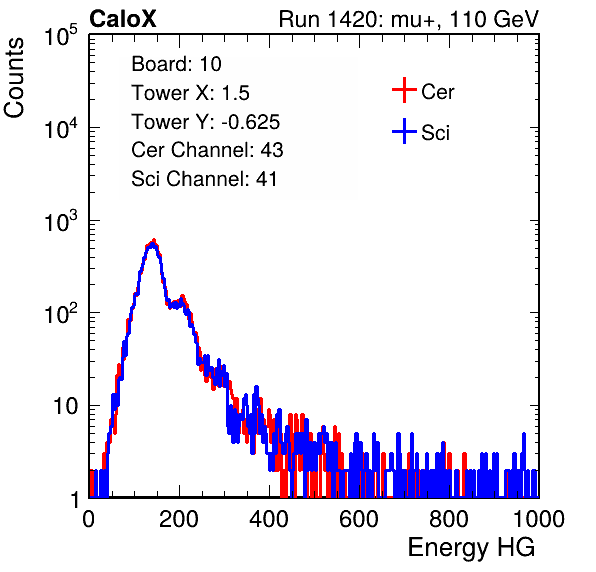 CaloX Run 1420: mu+, 110 GeV
Counts
Board: 10
Tower X: 1.5
Tower Y: -0.625
Cer Channel: 43
Sci Channel: 41
Cer
Sci
10^5
10^4
10^3
10^2
10
1
0 200 400 600 800 1000
Energy HG